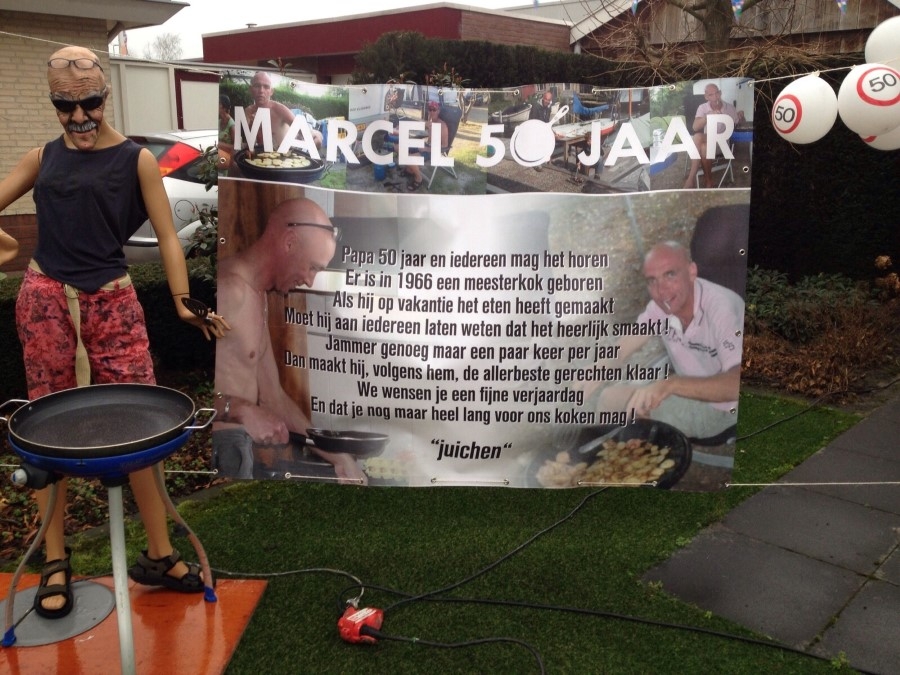 MARCEL 50 JAAR
50
50
Papa 50 jaar en iedereen mag het horen
Er is in 1966 een meesterkok geboren
Als hij op vakantie het eten heeft gemaakt
Moet hij aan iedereen laten weten dat het heerlijk smaakt !
Jammer genoeg maar een paar keer per jaar
Dan maakt hij, volgens hem, de allerbeste gerechten klaar !
We wensen je een fijne verjaardag
En dat je nog maar heel lang voor ons koken mag !
“juichen“